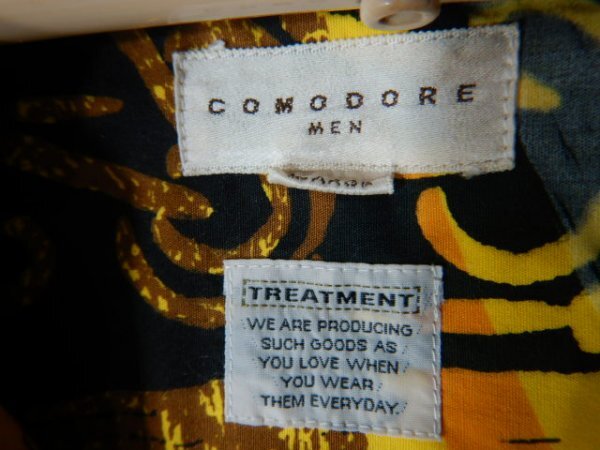 COMODORE
MEN
TREATMENT
WE ARE PRODUCING
SUCH GOODS AS
YOU LOVE WHEN
YOU WEAR
THEM EVERYDAY.